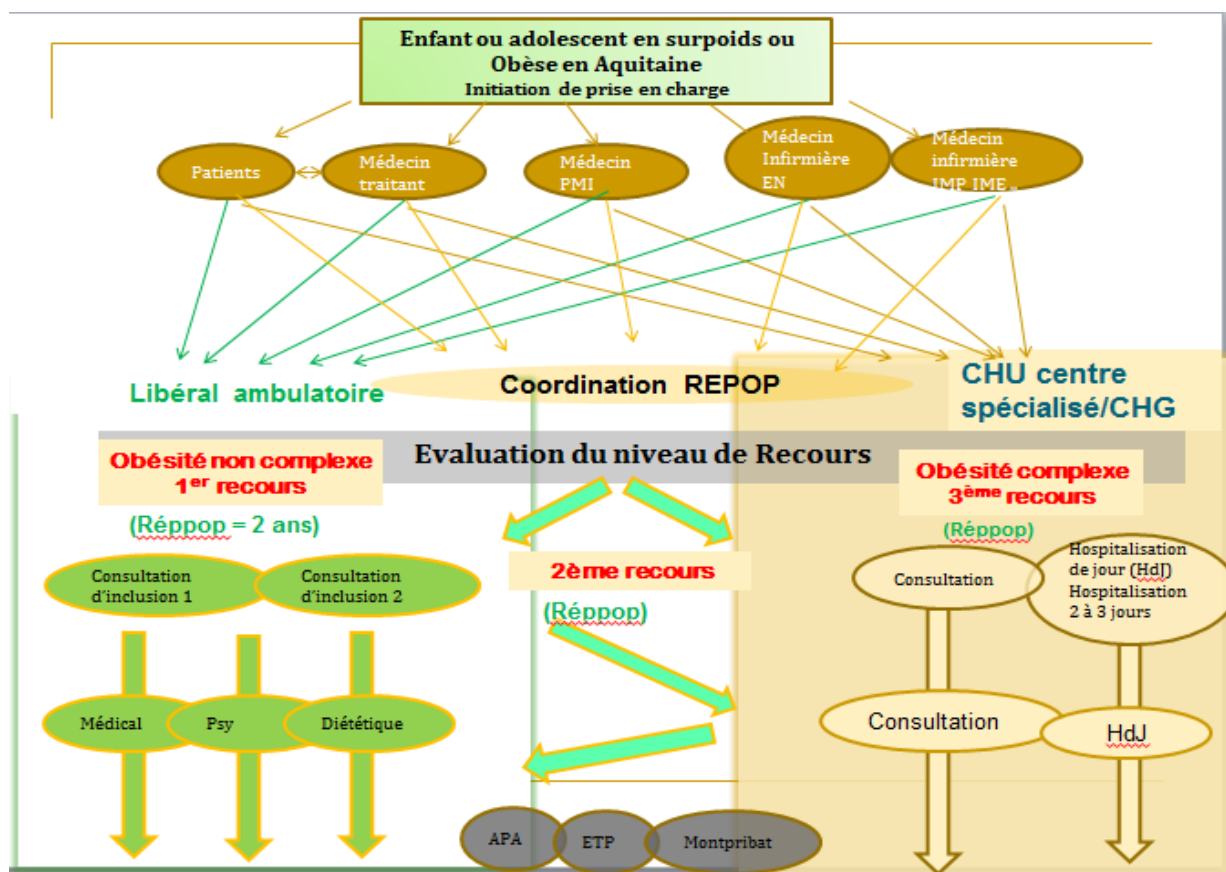 Enfant ou adolescent en surpoids ou
Obèse en Aquitaine
Initiation de prise en charge
Patients
Médecin
traitant
Médecin
PMI
Médecin
Infirmière
EN
Médecin
infirmière
IMP IME
Libéral ambulatoire
Coordination REPOP
CHU centre
spécialisé/CHG
Evaluation du niveau de Recours
Obésité non complexe
1er recours
(Réppop = 2 ans)
Consultation
d'inclusion 1
Consultation
d'inclusion 2
Médical
Psy
Diététique
2ème recours
(Réppop)
Obésité complexe
3ème recours
(Réppop)
Consultation
Hospitalisation
de jour (HdJ)
Hospitalisation
2 à 3 jours
Consultation
HdJ
APA
ETP
Montpribat